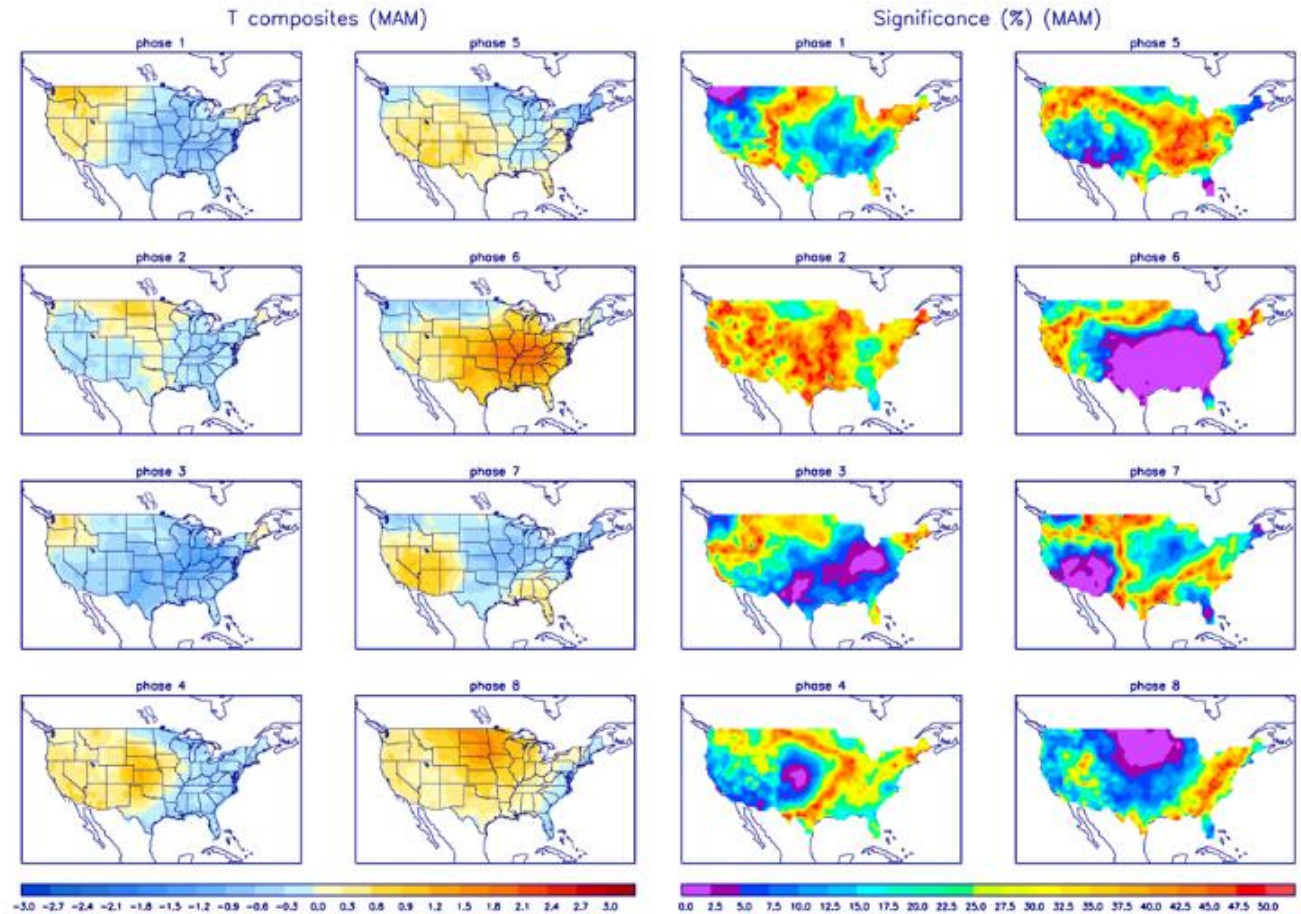 T composites (MAM) Significance (%) (MAM)
phase 1 phase 5 phase 1 phase 5
phase 2 phase 6 phase 2 phase 6
phase 3 phase 7 phase 3 phase 7
phase 4 phase 8 phase 4 phase 8
-3.0 -2.7 -2.4 -2.1 -1.8 -1.5 -1.2 -0.9 -0.6 -0.3 0.0 0.3 0.6 0.9 1.2 1.5 1.8 2.1 2.4 2.7 3.0 0.0 2.5 5.0 7.5 10.0 12.5 15.0 17.5 20.0 22.5 25.0 27.5 30.0 32.5 35.0 37.5 40.0 42.5 45.0 47.5 50.0